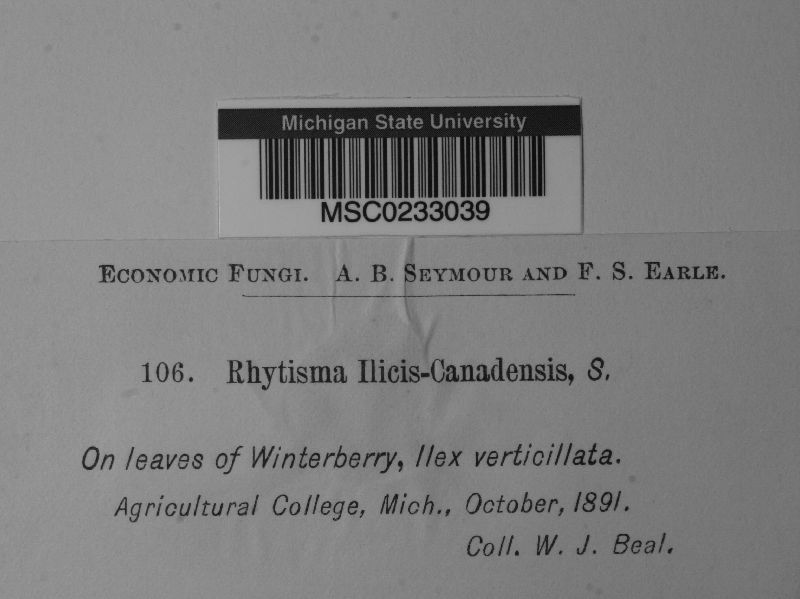 Michigan State University
MSC0233039
Economic Fungi. A. B. Seymour and F. S. Earle.
106. Rhytisma Ilicis-Canadensis, S.
On leaves of Winterberry, Ilex verticillata.
Agricultural College, Mich., October, 1891.
Coll. W. J. Beal.